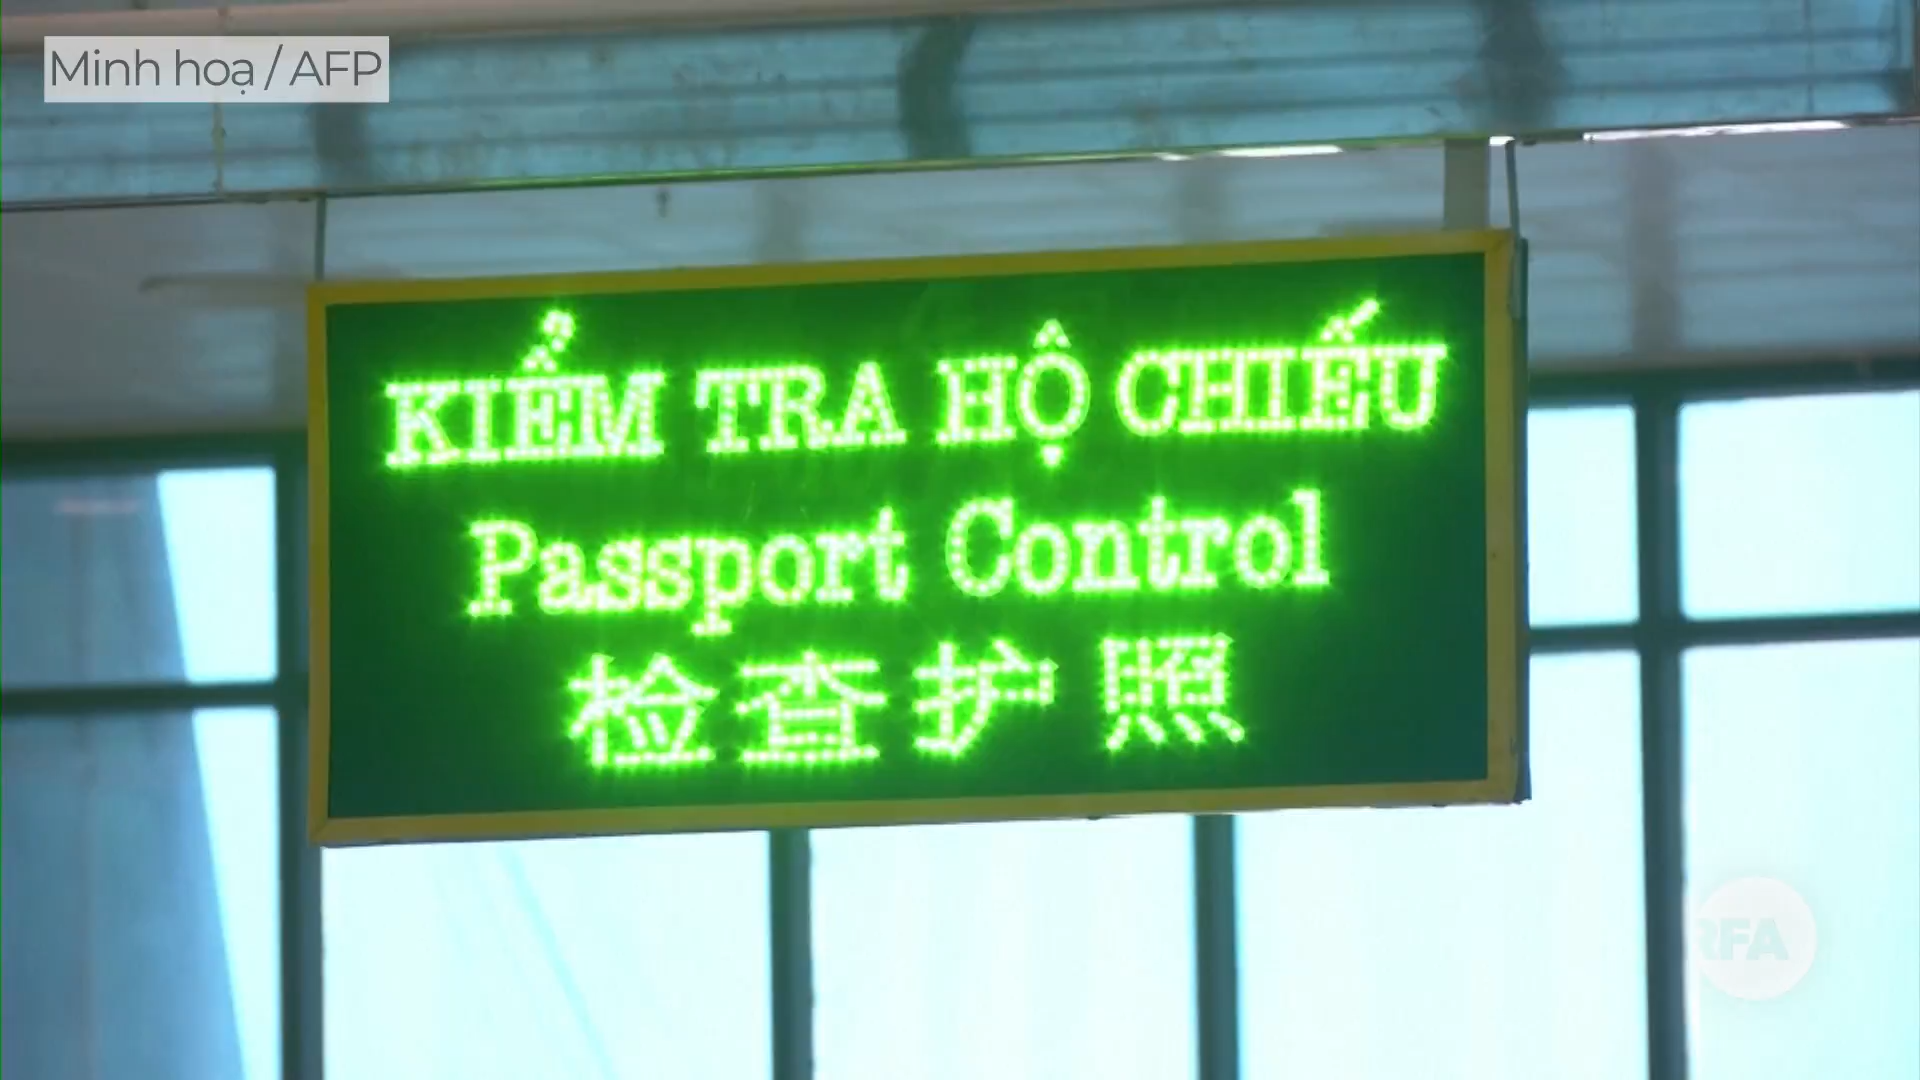 Minh hoạ / AFP
KIỂM TRA HỘ CHIẾU
Passport Control
检查护照
RFA